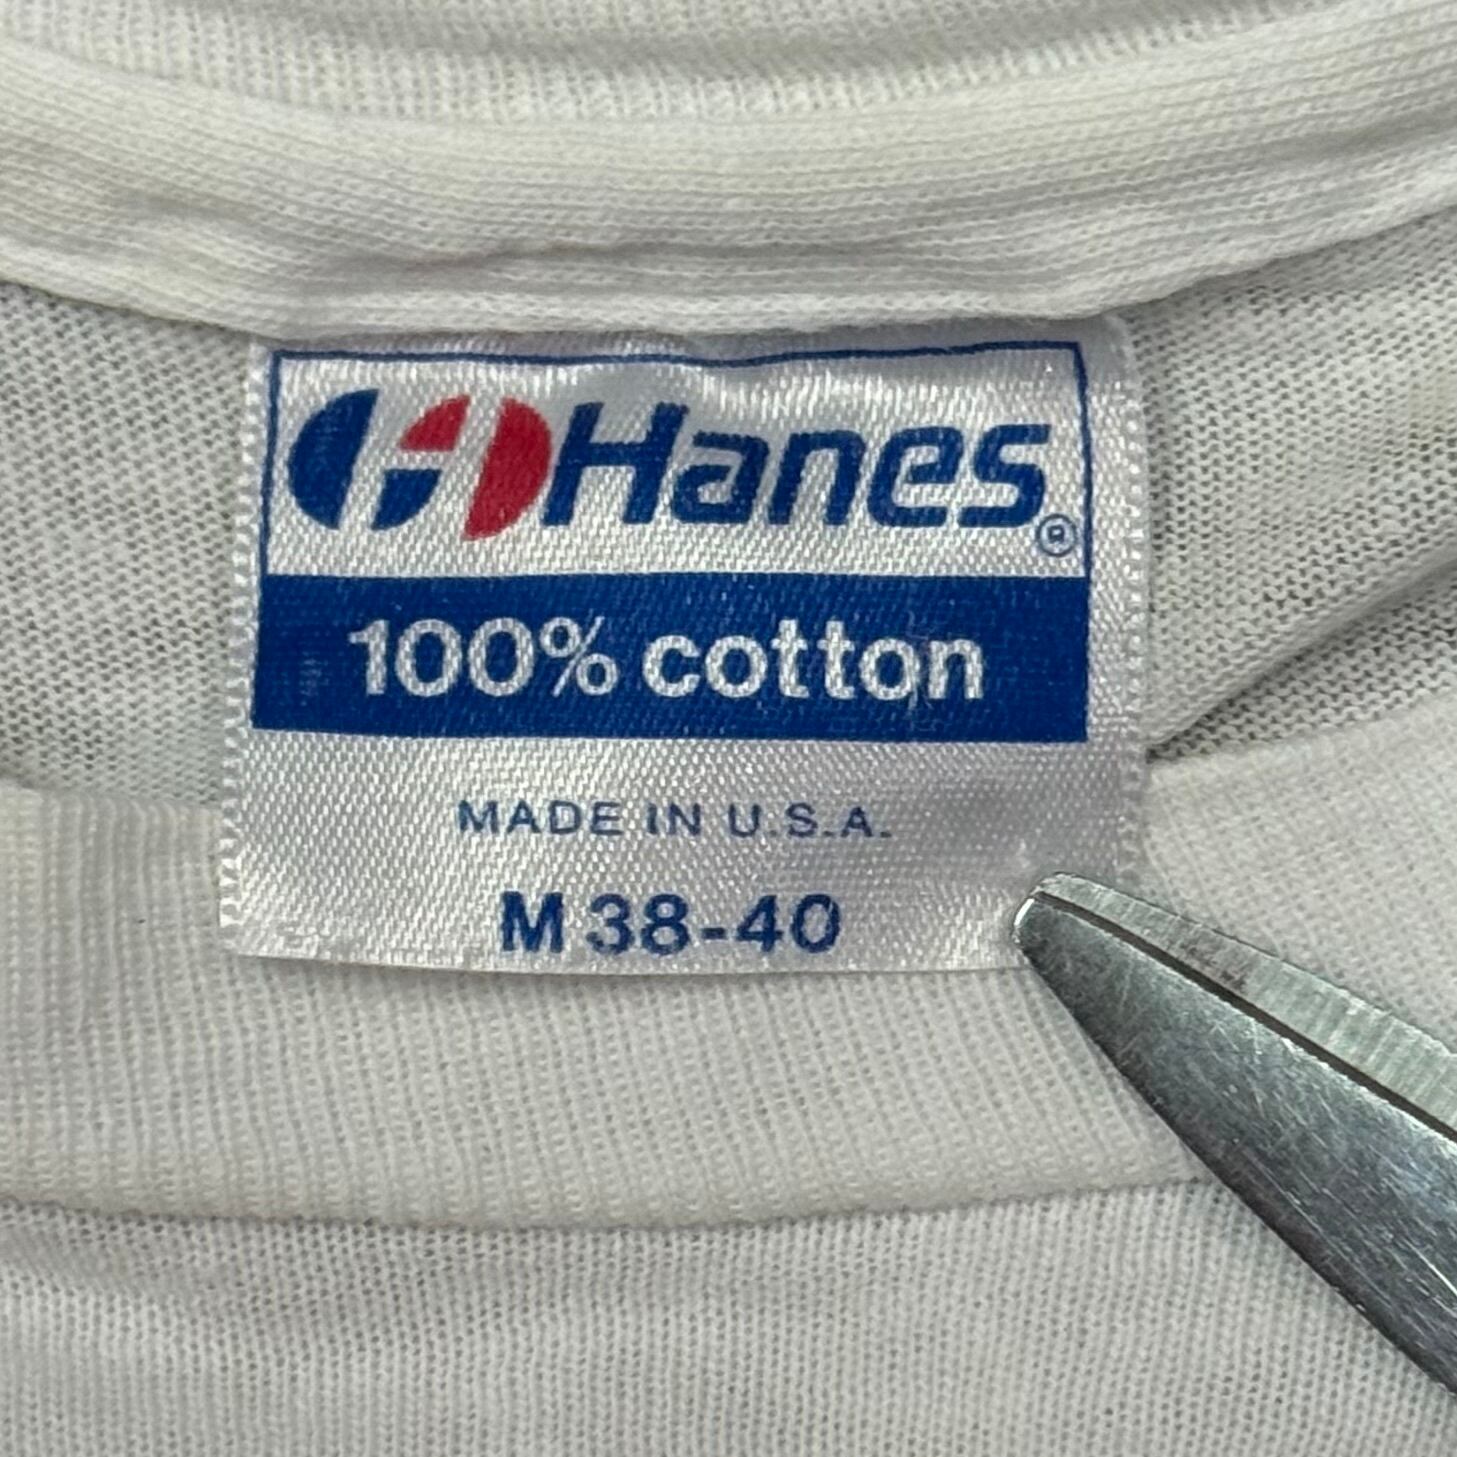 Hanes®
100% cotton
MADE IN U.S.A.
M 38-40